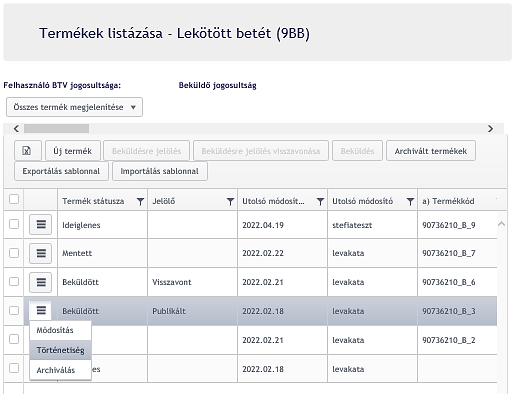 Termékek listázása - Lekötött betét (9BB)
Felhasználó BTV jogosultsága: Beküldő jogosultság
Összes termék megjelenítése
Új termék Beküldésre jelölés Beküldésre jelölés visszavonása Beküldés Archivált termékek
Exportálás sablonnal Importálás sablonnal
Termék státusza Jelölő Utolsó módosít... Utolsó módosító a) Termékkód
Ideiglenes 2022.04.19 stefiateszt 90736210_B_9
Mentett 2022.02.22 levakata 90736210_B_7
Beküldött Visszavont 2022.02.21 levakata 90736210_B_6
Beküldött Publikált 2022.02.18 levakata 90736210_B_3
Módosítás
2022.02.21 levakata 90736210_B_2
Történetiség
Archiválás es 2022.02.18 levakata